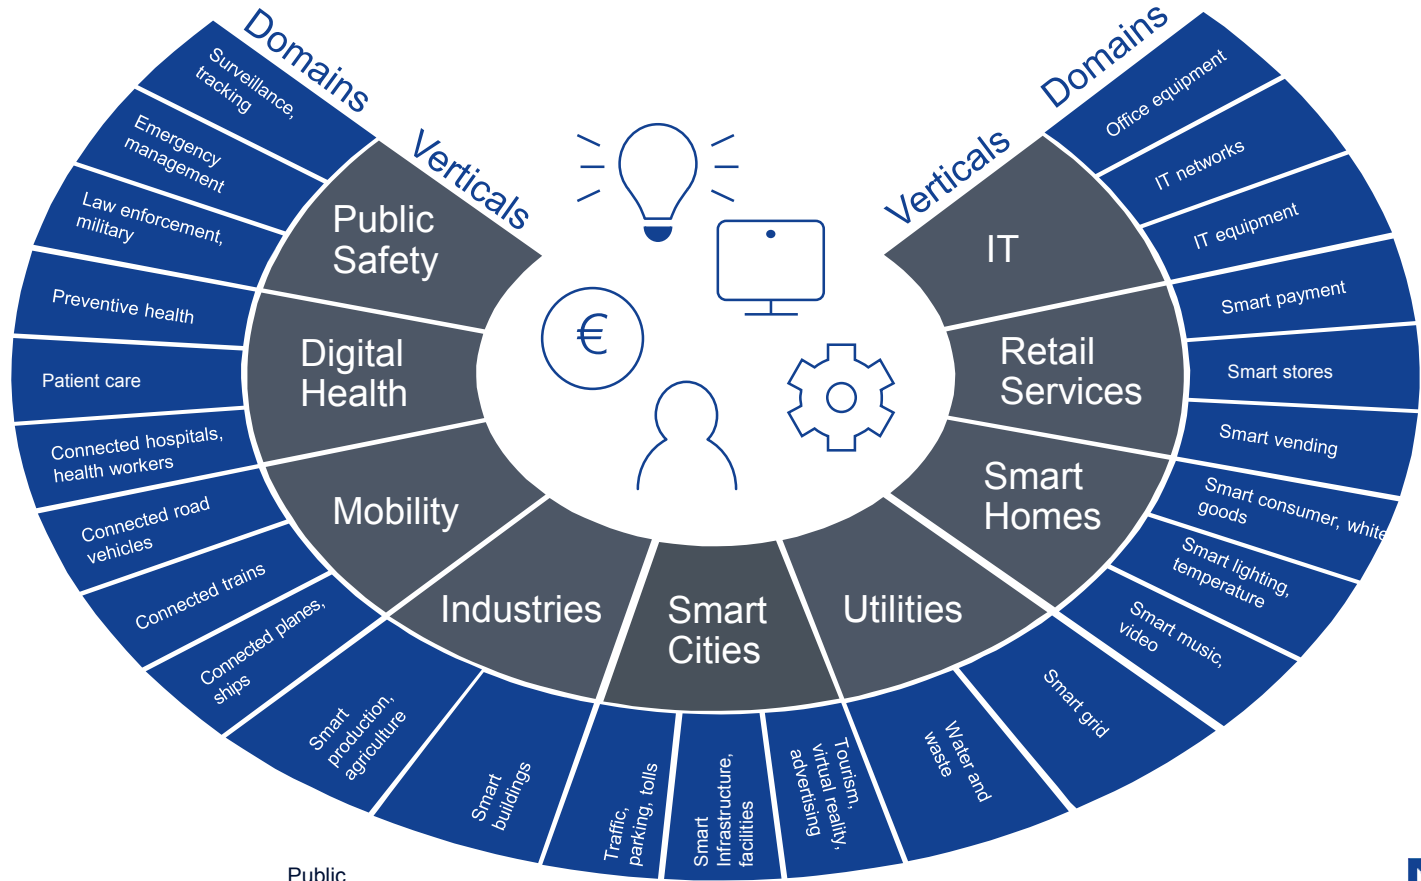 Domains
Verticals
Surveillance,
tracking
Emergency
management
Law enforcement,
military
Public
Safety
Preventive health
Patient care
Connected hospitals,
health workers
Digital
Health
Connected road
vehicles
Connected trains
Connected planes,
ships
Mobility
Smart
production,
agriculture
Smart
buildings
Industries
Traffic,
parking, tolls
Smart
Infrastructure,
facilities
Tourism,
virtual reality,
advertising
Smart
Cities
Water and
waste
Smart grid
Utilities
Smart music,
video
Smart lighting,
temperature
Smart consumer, white
goods
Smart
Homes
Smart vending
Smart stores
Smart payment
Retail
Services
IT equipment
IT networks
Office equipment
IT
Verticals
Domains
€
Public